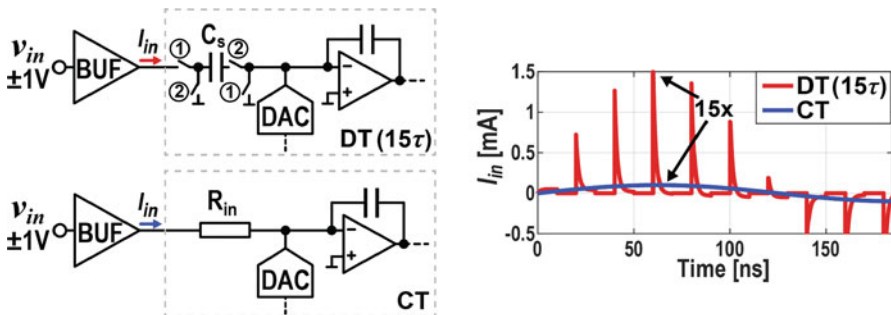 v_in
±1V
BUF
I_in
①
②
C_s
②
①
DAC
−
+
DT (15τ)
v_in
±1V
BUF
I_in
R_in
DAC
−
+
CT
I_in [mA]
1.5
1
0.5
0
-0.5
0
50
100
150
Time [ns]
15x
DT (15τ)
CT